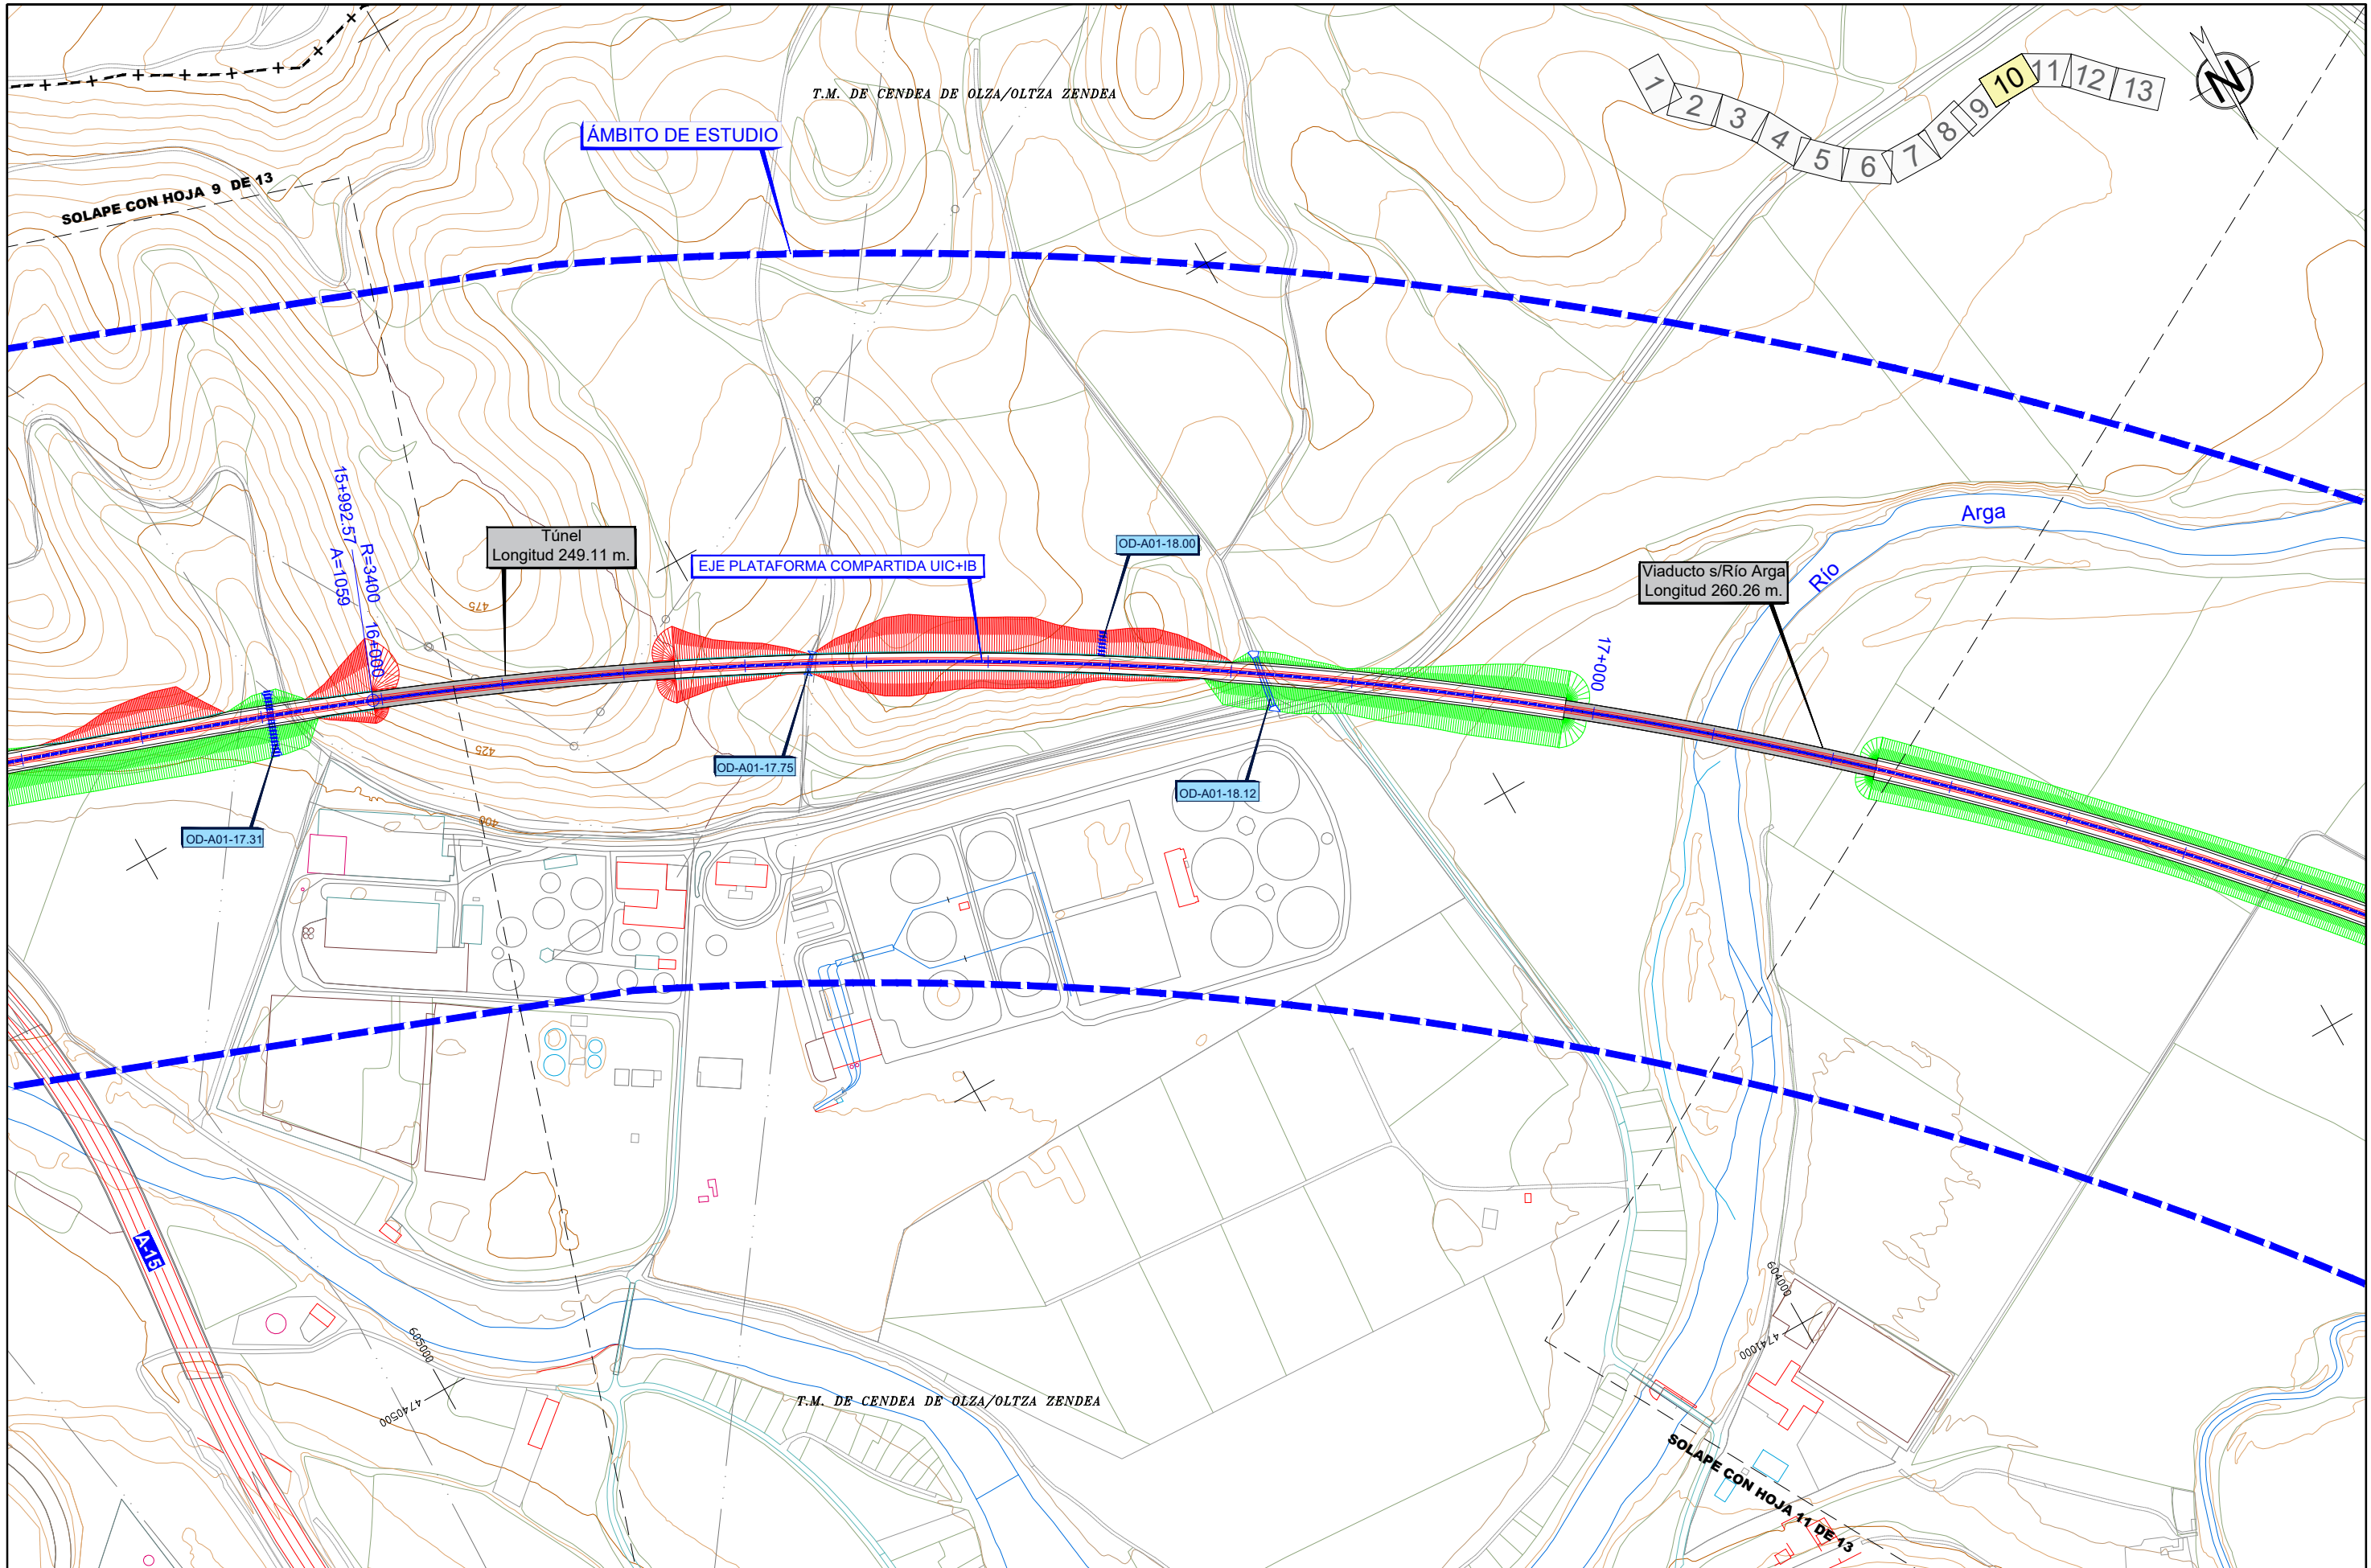 T.M. DE CENDEA DE OLZA/OLTZA ZENDEA
1
2
3
4
5
6
7
8
9
10
11
12
13
N
ÁMBITO DE ESTUDIO
SOLAPE CON HOJA 9 DE 13
15+992.57
R=3400
A=1059
16+000
475
Túnel
Longitud 249.11 m.
EJE PLATAFORMA COMPARTIDA UIC+IB
OD-A01-18.00
Viaducto s/Río Arga
Longitud 260.26 m.
Río
Arga
17+000
425
OD-A01-17.75
OD-A01-18.12
OD-A01-17.31
400
A-15
605000
4740500
604000
4741000
T.M. DE CENDEA DE OLZA/OLTZA ZENDEA
SOLAPE CON HOJA 11 DE 13